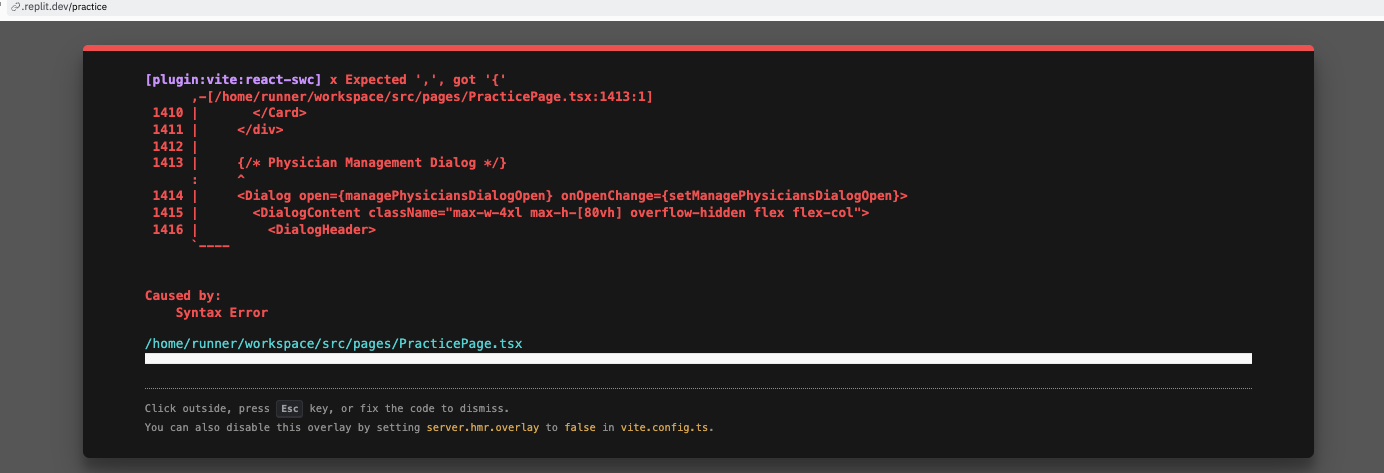 .replit.dev/practice
[plugin:vite:react-swc] x Expected ',', got '{'
,-[/home/runner/workspace/src/pages/PracticePage.tsx:1413:1]
1410 |       </Card>
1411 |     </div>
1412 |
1413 |     {/* Physician Management Dialog */}
:     ^
1414 |     <Dialog open={managePhysiciansDialogOpen} onOpenChange={setManagePhysiciansDialogOpen}>
1415 |       <DialogContent className="max-w-4xl max-h-[80vh] overflow-hidden flex flex-col">
1416 |         <DialogHeader>
`----
Caused by:
Syntax Error
/home/runner/workspace/src/pages/PracticePage.tsx
Click outside, press Esc key, or fix the code to dismiss.
You can also disable this overlay by setting server.hmr.overlay to false in vite.config.ts.